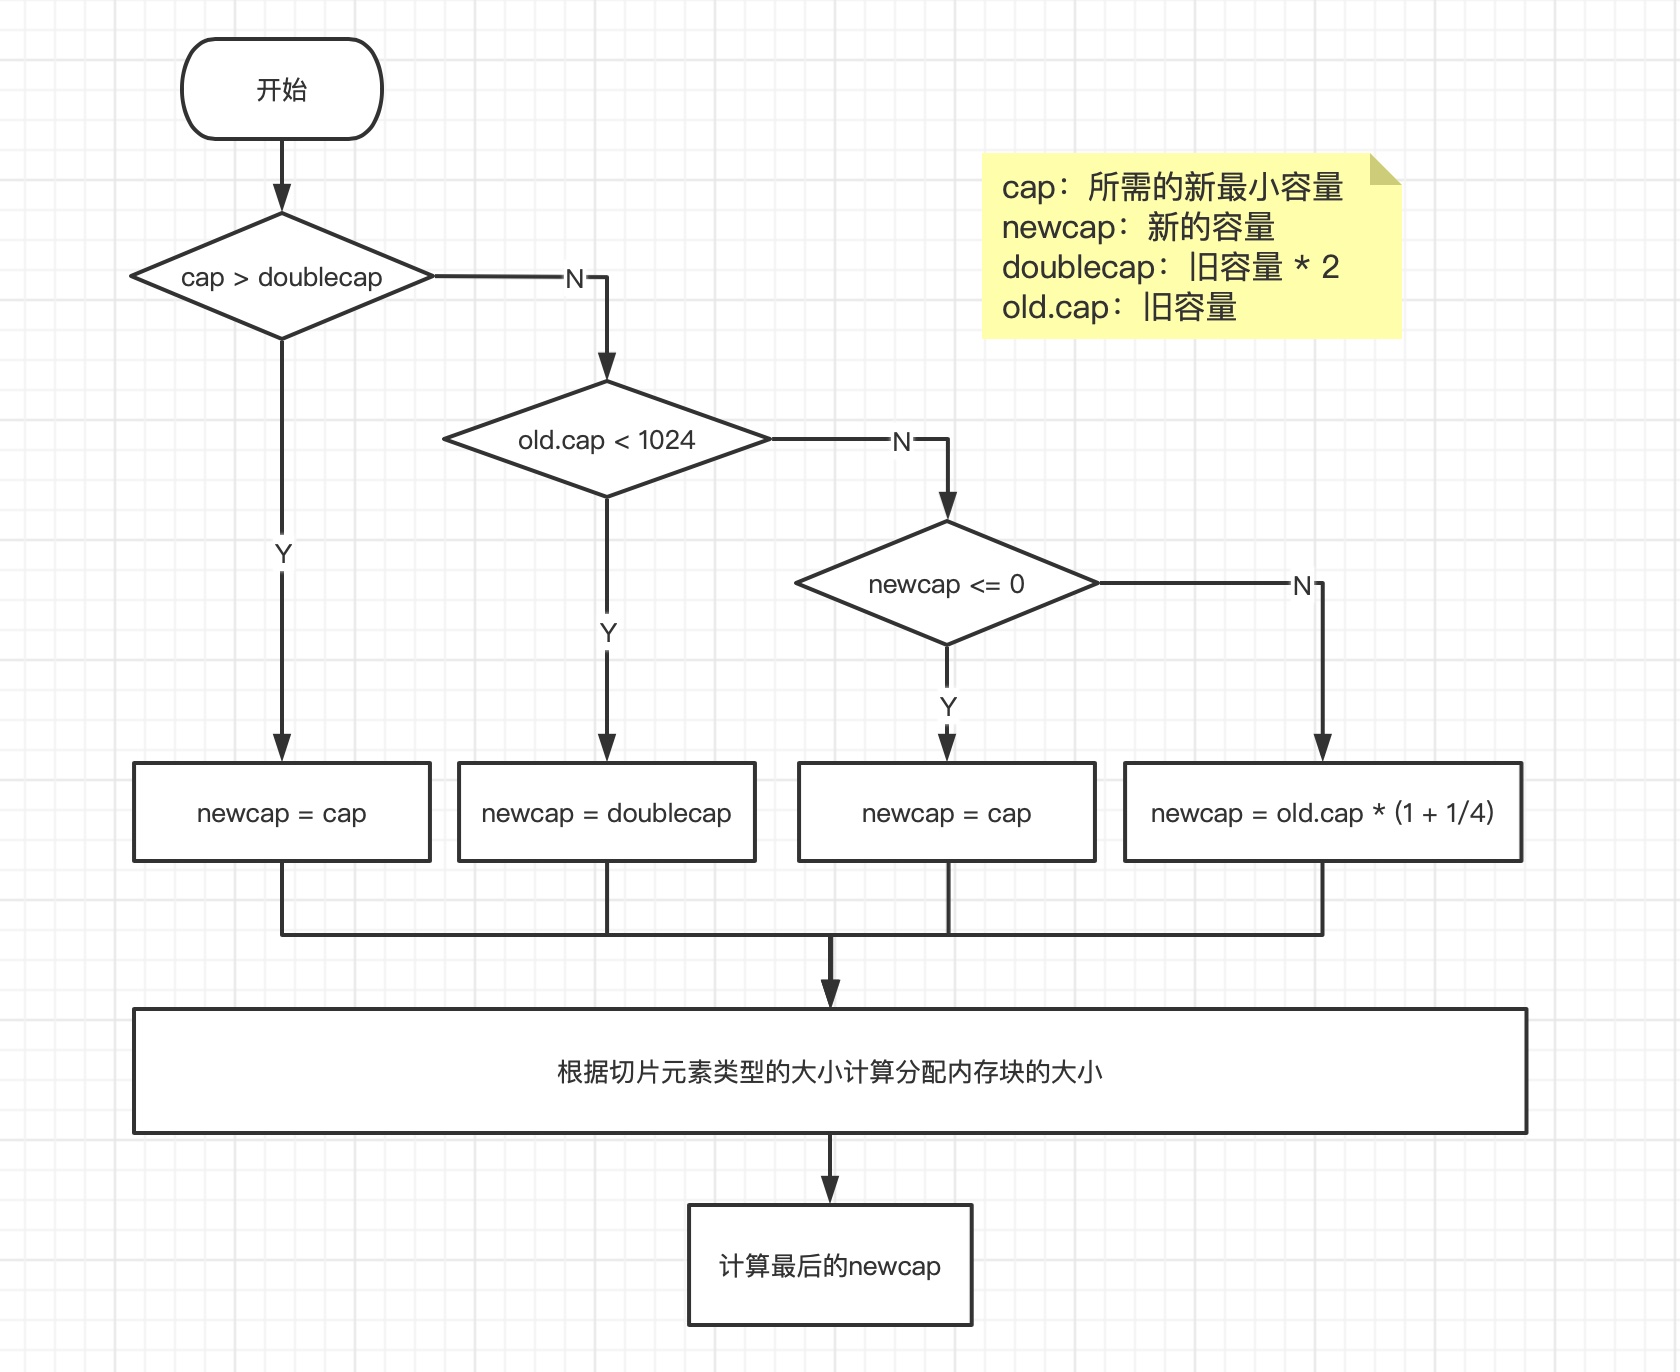 开始
cap：所需的新最小容量
newcap：新的容量
doublecap：旧容量 * 2
old.cap：旧容量
cap > doublecap
N
old.cap < 1024
N
Y
newcap <= 0
N
Y
Y
newcap = cap
newcap = doublecap
newcap = cap
newcap = old.cap * (1 + 1/4)
根据切片元素类型的大小计算分配内存块的大小
计算最后的newcap